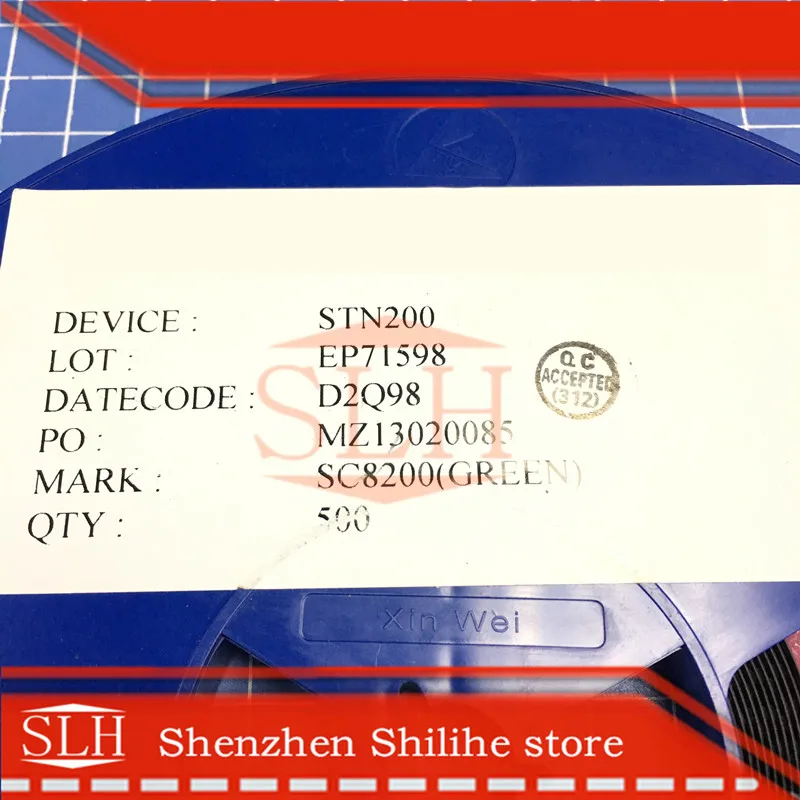 DEVICE : STN200
LOT : EP71598
DATECODE : D2Q98
PO : MZ13020085
MARK : SC8200(GREEN)
QTY : 500
QC
ACCEPTED
(312)
SLH
Xin Wei
SLH Shenzhen Shilihe store